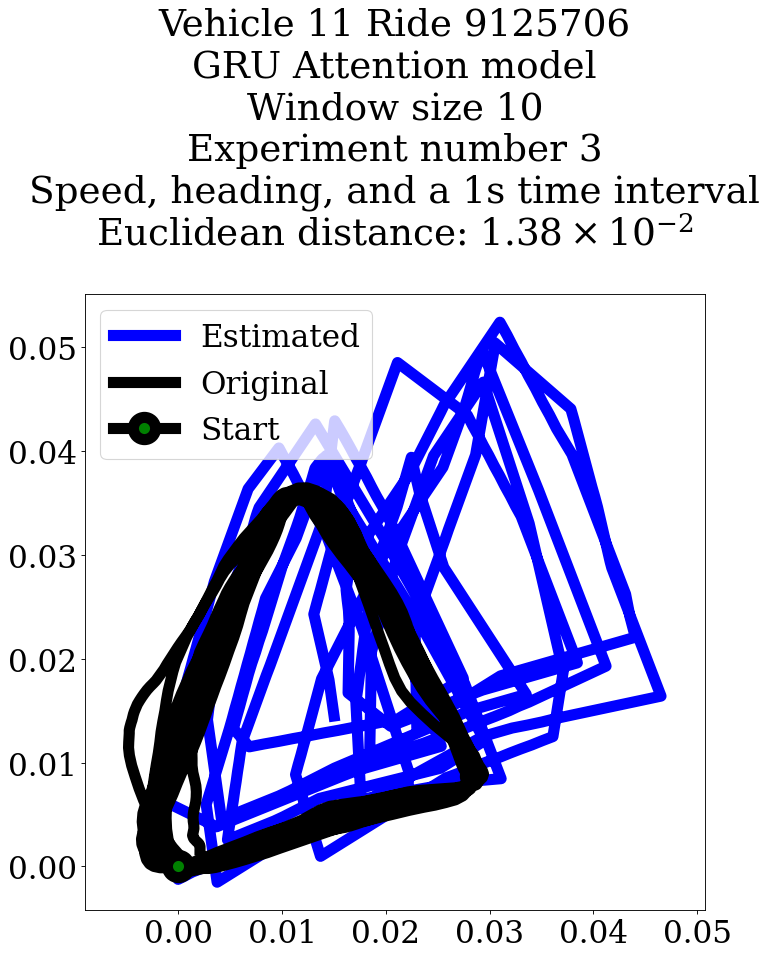 Vehicle 11 Ride 9125706
GRU Attention model
Window size 10
Experiment number 3
Speed, heading, and a 1s time interval
Euclidean distance: 1.38 × 10⁻²
Estimated
Original
Start
0.05
0.04
0.03
0.02
0.01
0.00
0.00 0.01 0.02 0.03 0.04 0.05